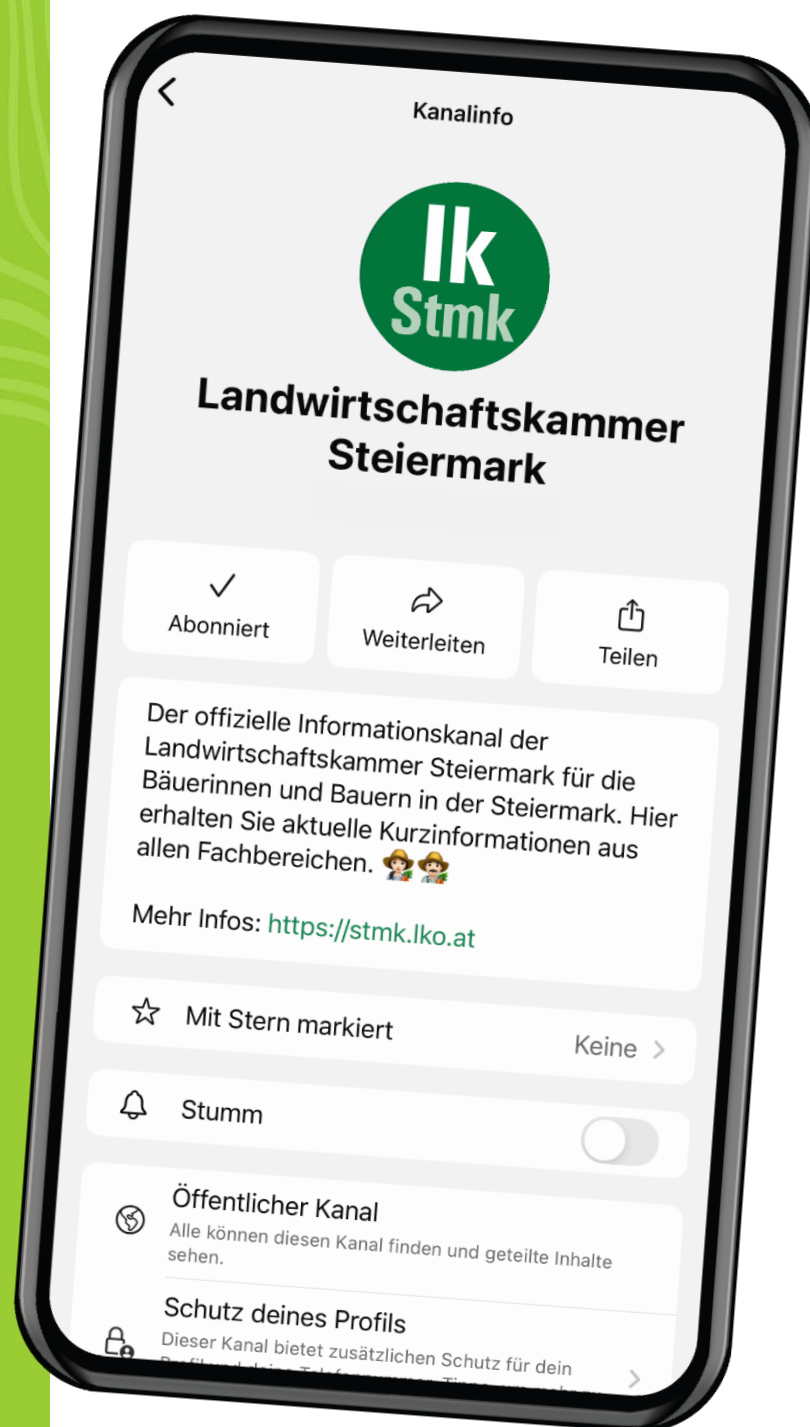 Kanalinfo
lk
Stmk
Landwirtschaftskammer
Steiermark
Abonniert
Weiterleiten
Teilen
Der offizielle Informationskanal der
Landwirtschaftskammer Steiermark für die
Bäuerinnen und Bauern in der Steiermark. Hier
erhalten Sie aktuelle Kurzinformationen aus
allen Fachbereichen. 👩‍🌾👨‍🌾
Mehr Infos: https://stmk.lko.at
Mit Stern markiert
Keine
Stumm
Öffentlicher Kanal
Alle können diesen Kanal finden und geteilte Inhalte
sehen.
Schutz deines Profils
Dieser Kanal bietet zusätzlichen Schutz für dein